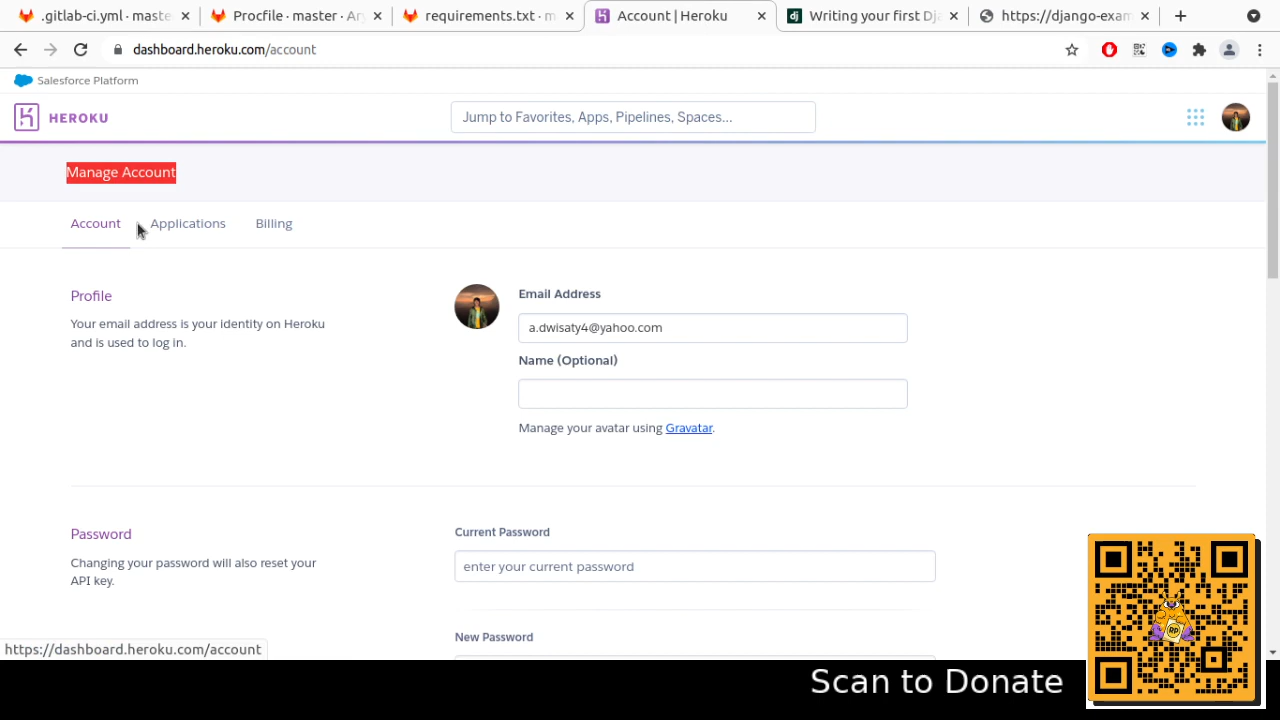 .gitlab-ci.yml · maste
Procfile · master · Ar
requirements.txt · m
Account | Heroku
Writing your first Dja
https://django-exam
dashboard.heroku.com/account
Salesforce Platform
HEROKU
Jump to Favorites, Apps, Pipelines, Spaces...
Manage Account
Account
Applications
Billing
Profile
Your email address is your identity on Heroku
and is used to log in.
Email Address
a.dwisaty4@yahoo.com
Name (Optional)
Manage your avatar using Gravatar.
Password
Changing your password will also reset your
API key.
Current Password
enter your current password
New Password
https://dashboard.heroku.com/account
RP
Scan to Donate